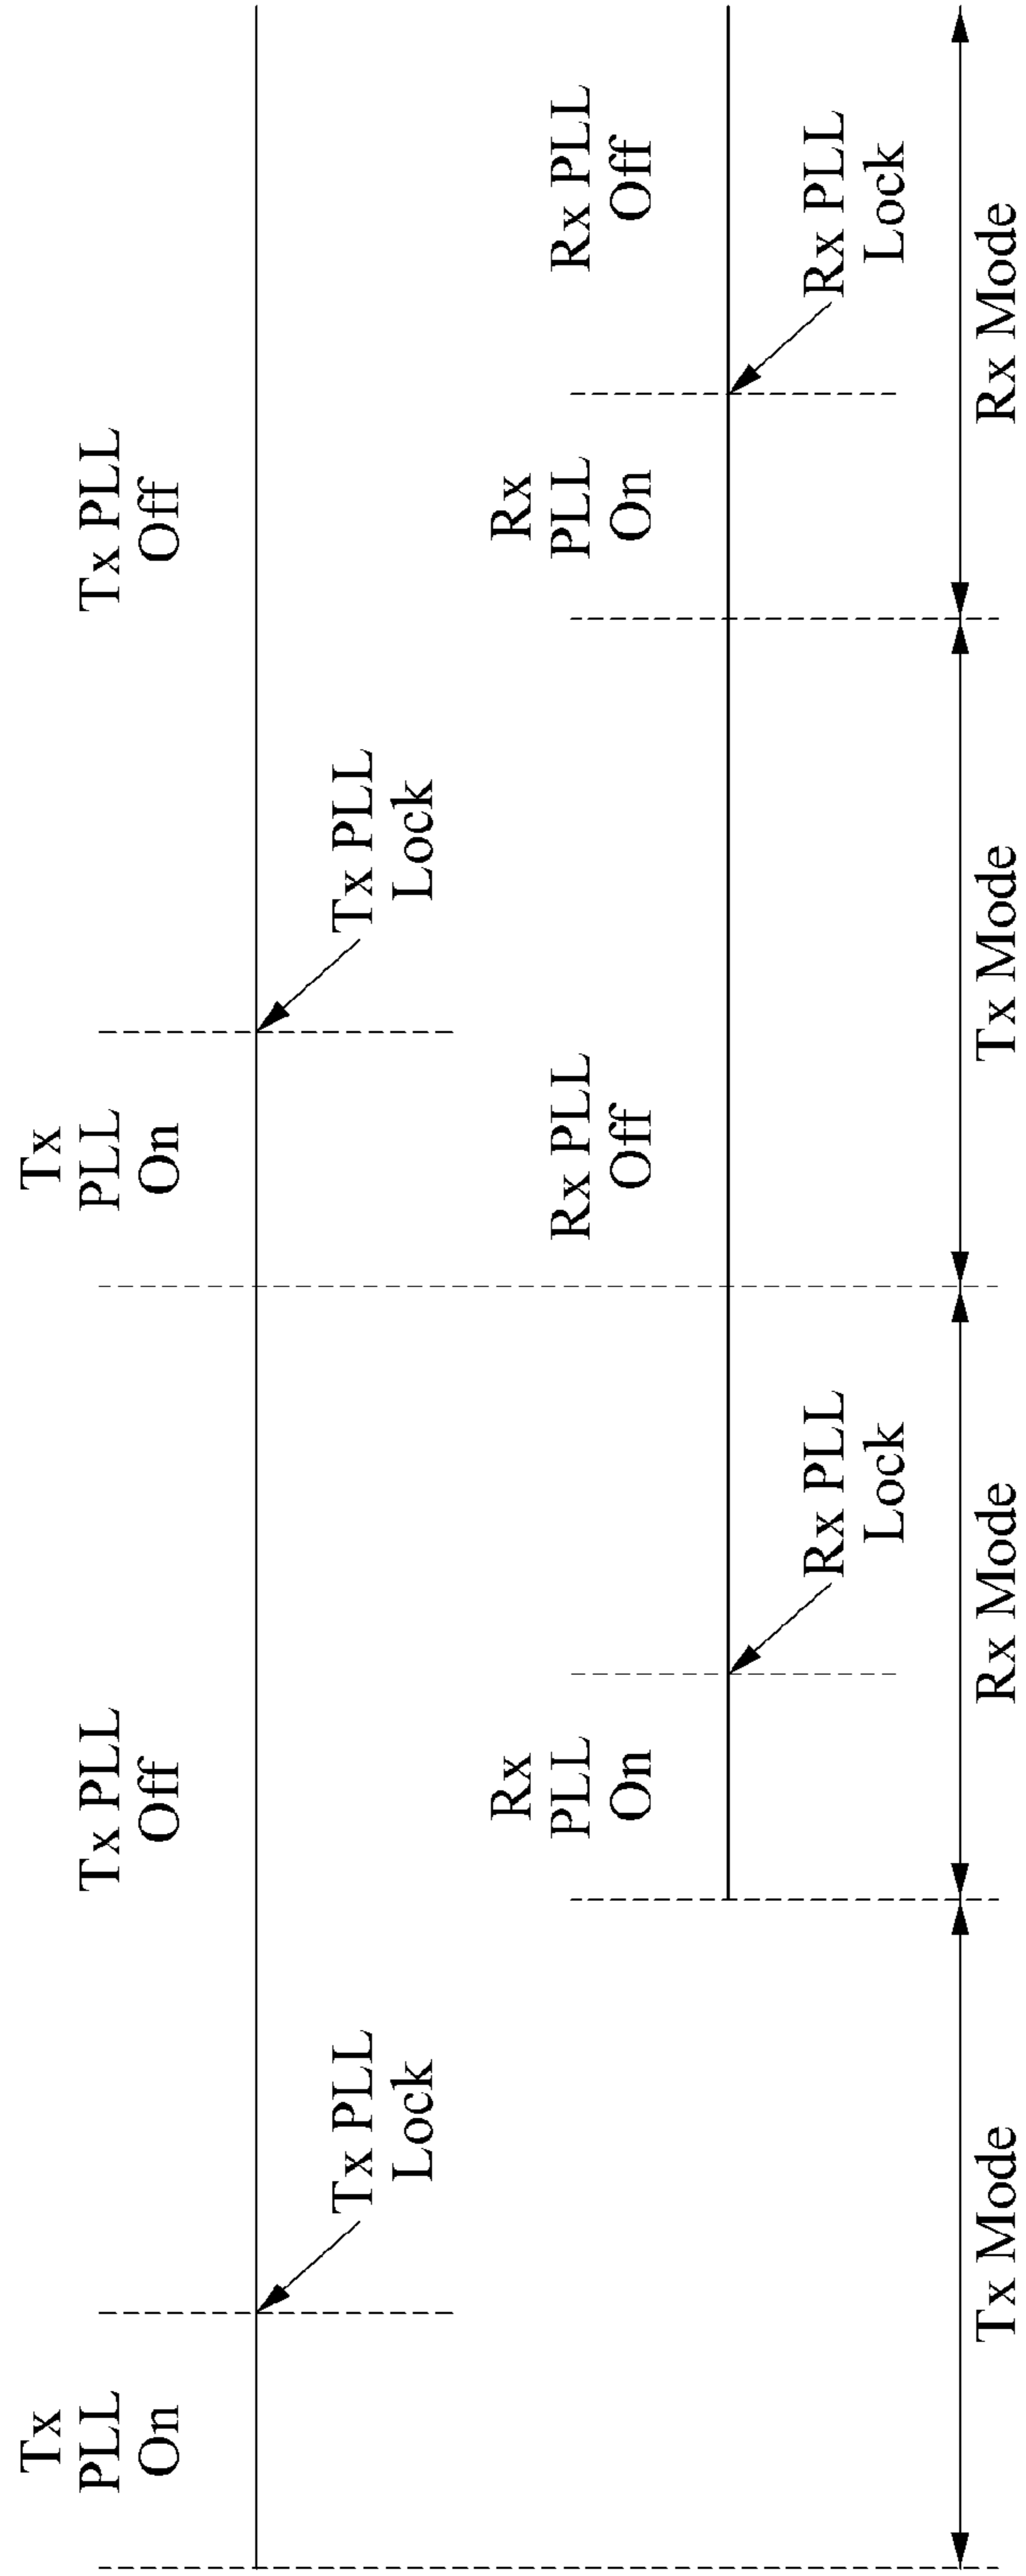 Tx
PLL
On
Tx PLL
Off
Tx
PLL
On
Tx PLL
Off
Tx PLL
Lock
Tx PLL
Lock
Rx
PLL
On
Rx PLL
Off
Rx
PLL
On
Rx PLL
Off
Rx PLL
Lock
Rx PLL
Lock
Tx Mode
Rx Mode
Tx Mode
Rx Mode